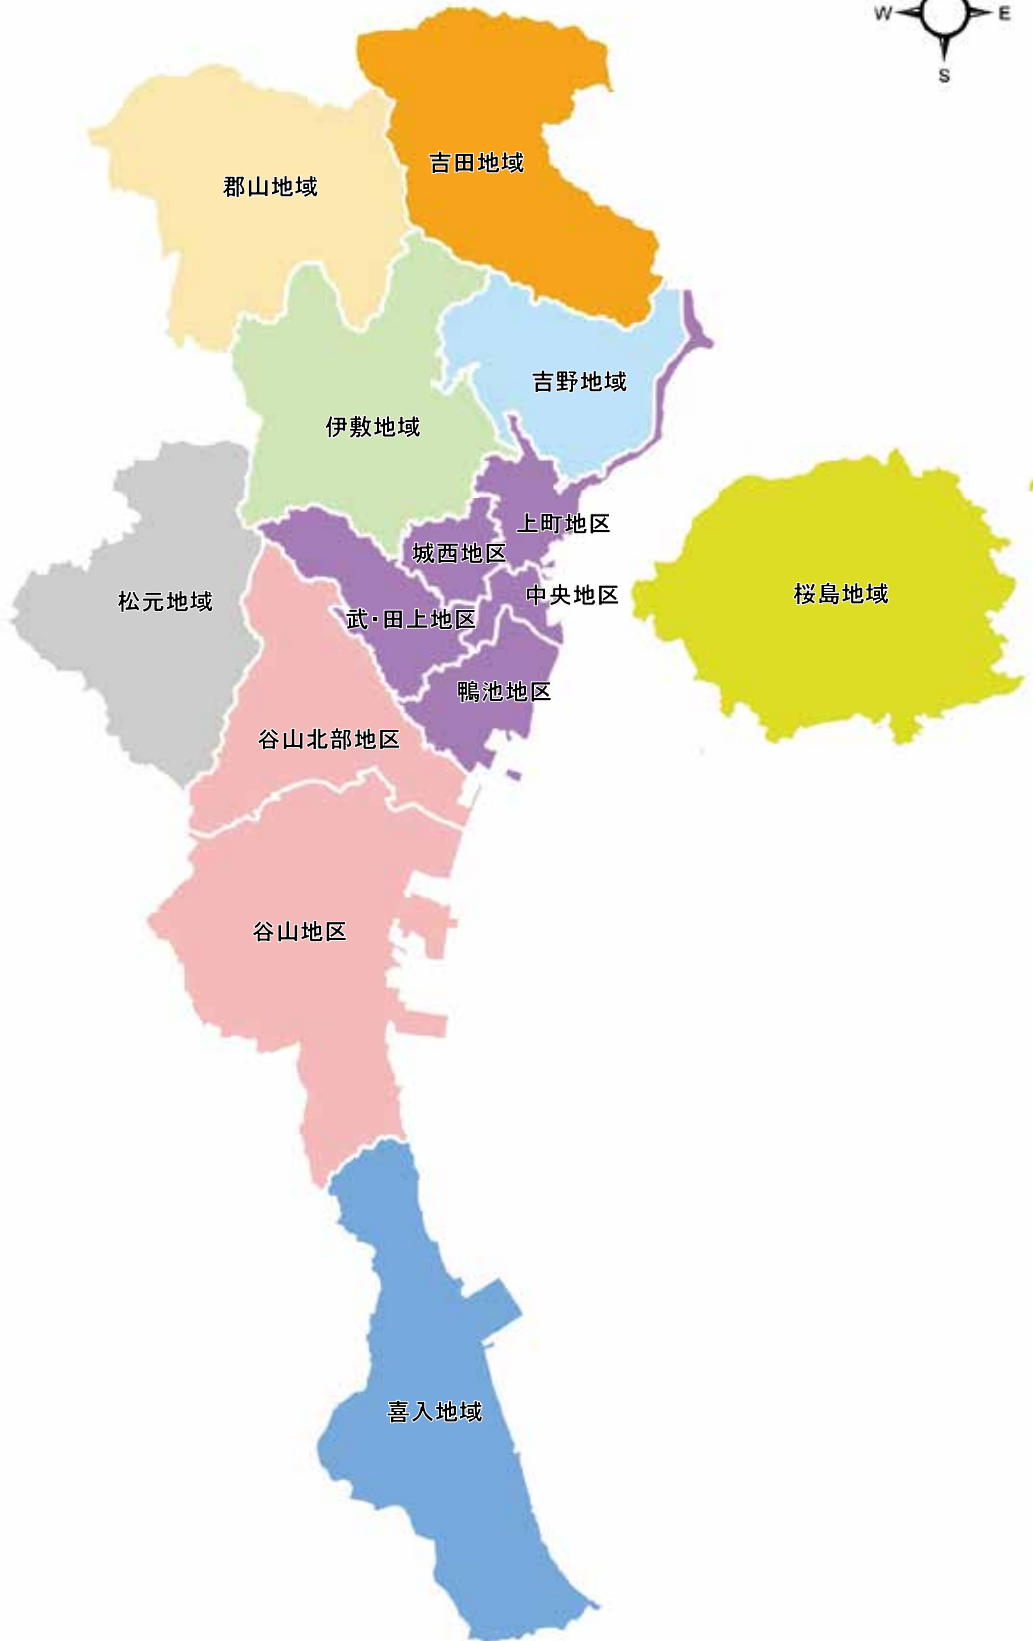 W E
S
吉田地域
郡山地域
吉野地域
伊敷地域
上町地区
城西地区
中央地区
桜島地域
松元地域
武・田上地区
鴨池地区
谷山北部地区
谷山地区
喜入地域